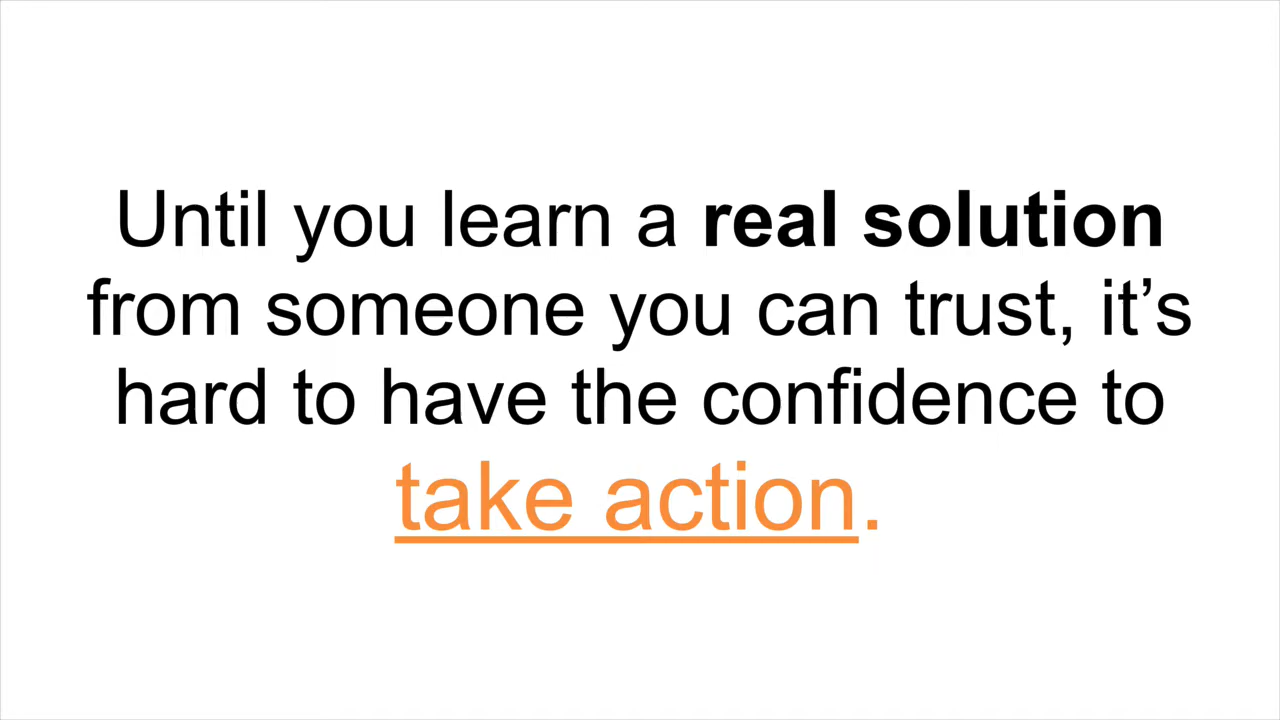 Until you learn a real solution
from someone you can trust, it’s
hard to have the confidence to
take action.